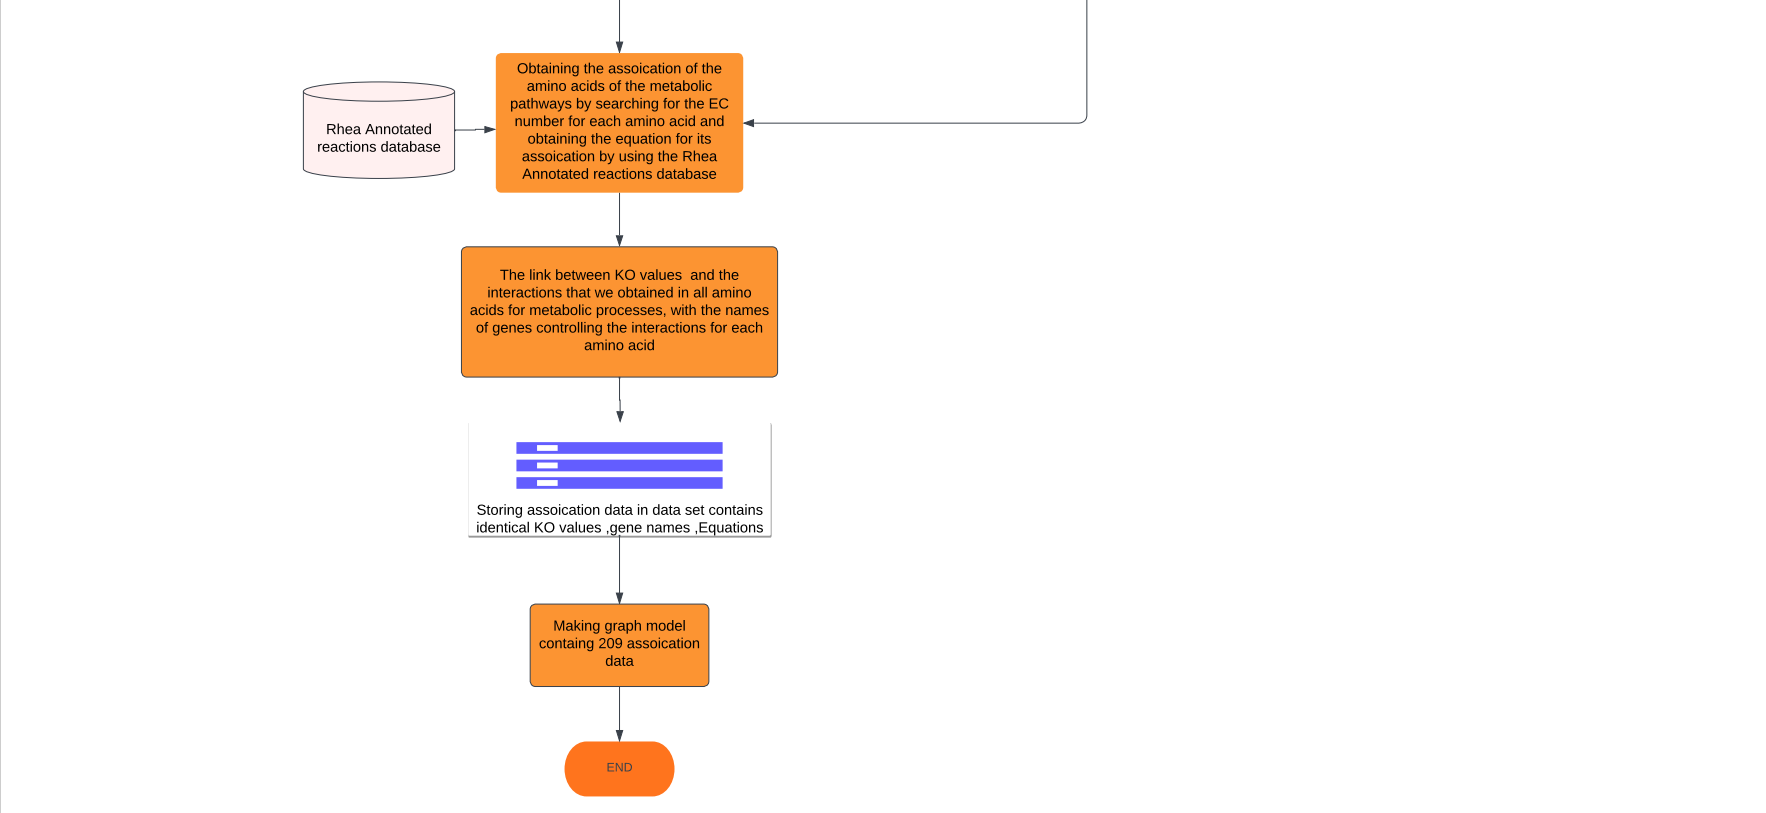 Obtaining the assoication of the
amino acids of the metabolic
pathways by searching for the EC
number for each amino acid and
obtaining the equation for its
assoication by using the Rhea
Annotated reactions database
Rhea Annotated
reactions database
The link between KO values  and the
interactions that we obtained in all amino
acids for metabolic processes, with the names
of genes controlling the interactions for each
amino acid
Storing assoication data in data set contains
identical KO values ,gene names ,Equations
Making graph model
containg 209 assoication
data
END